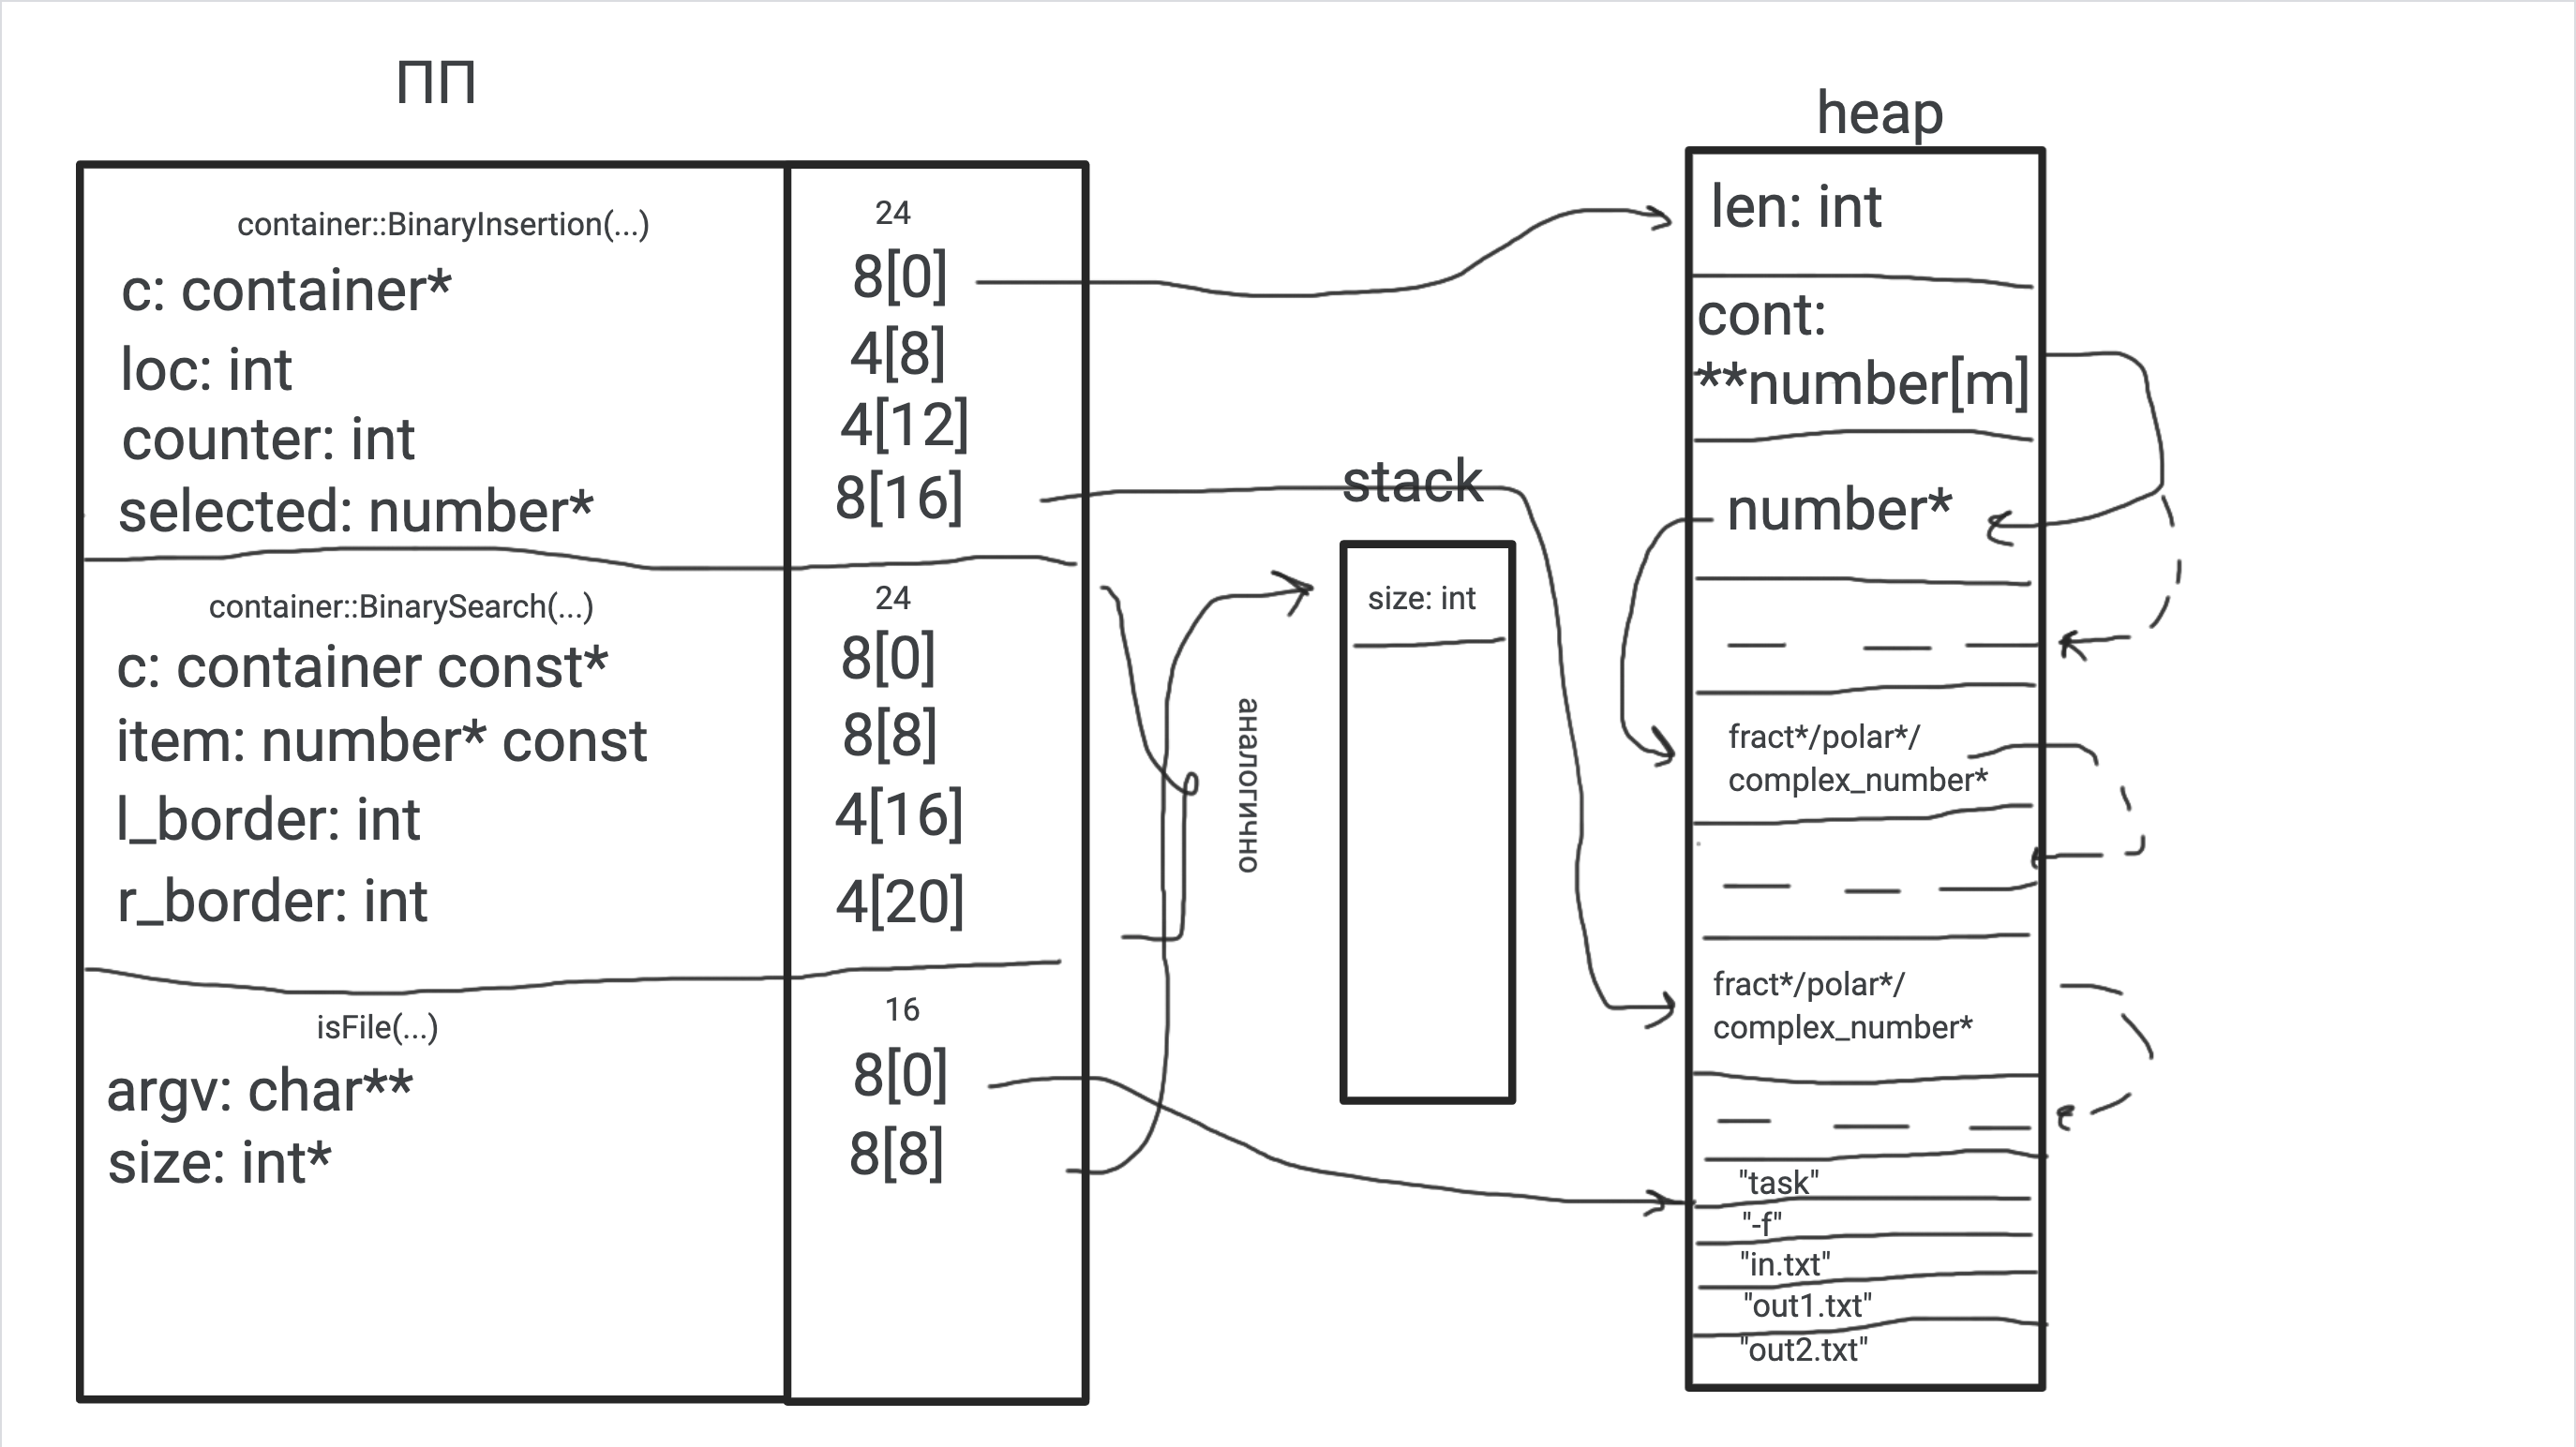 ПП
container::BinaryInsertion(...)
24
c: container*
8[0]
loc: int
4[8]
counter: int
4[12]
selected: number*
8[16]
container::BinarySearch(...)
24
c: container const*
8[0]
item: number* const
8[8]
l_border: int
4[16]
r_border: int
4[20]
isFile(...)
16
argv: char**
8[0]
size: int*
8[8]
аналогично
stack
size: int
heap
len: int
cont:
**number[m]
number*
fract*/polar*/
complex_number*
fract*/polar*/
complex_number*
"task"
"-f"
"in.txt"
"out1.txt"
"out2.txt"